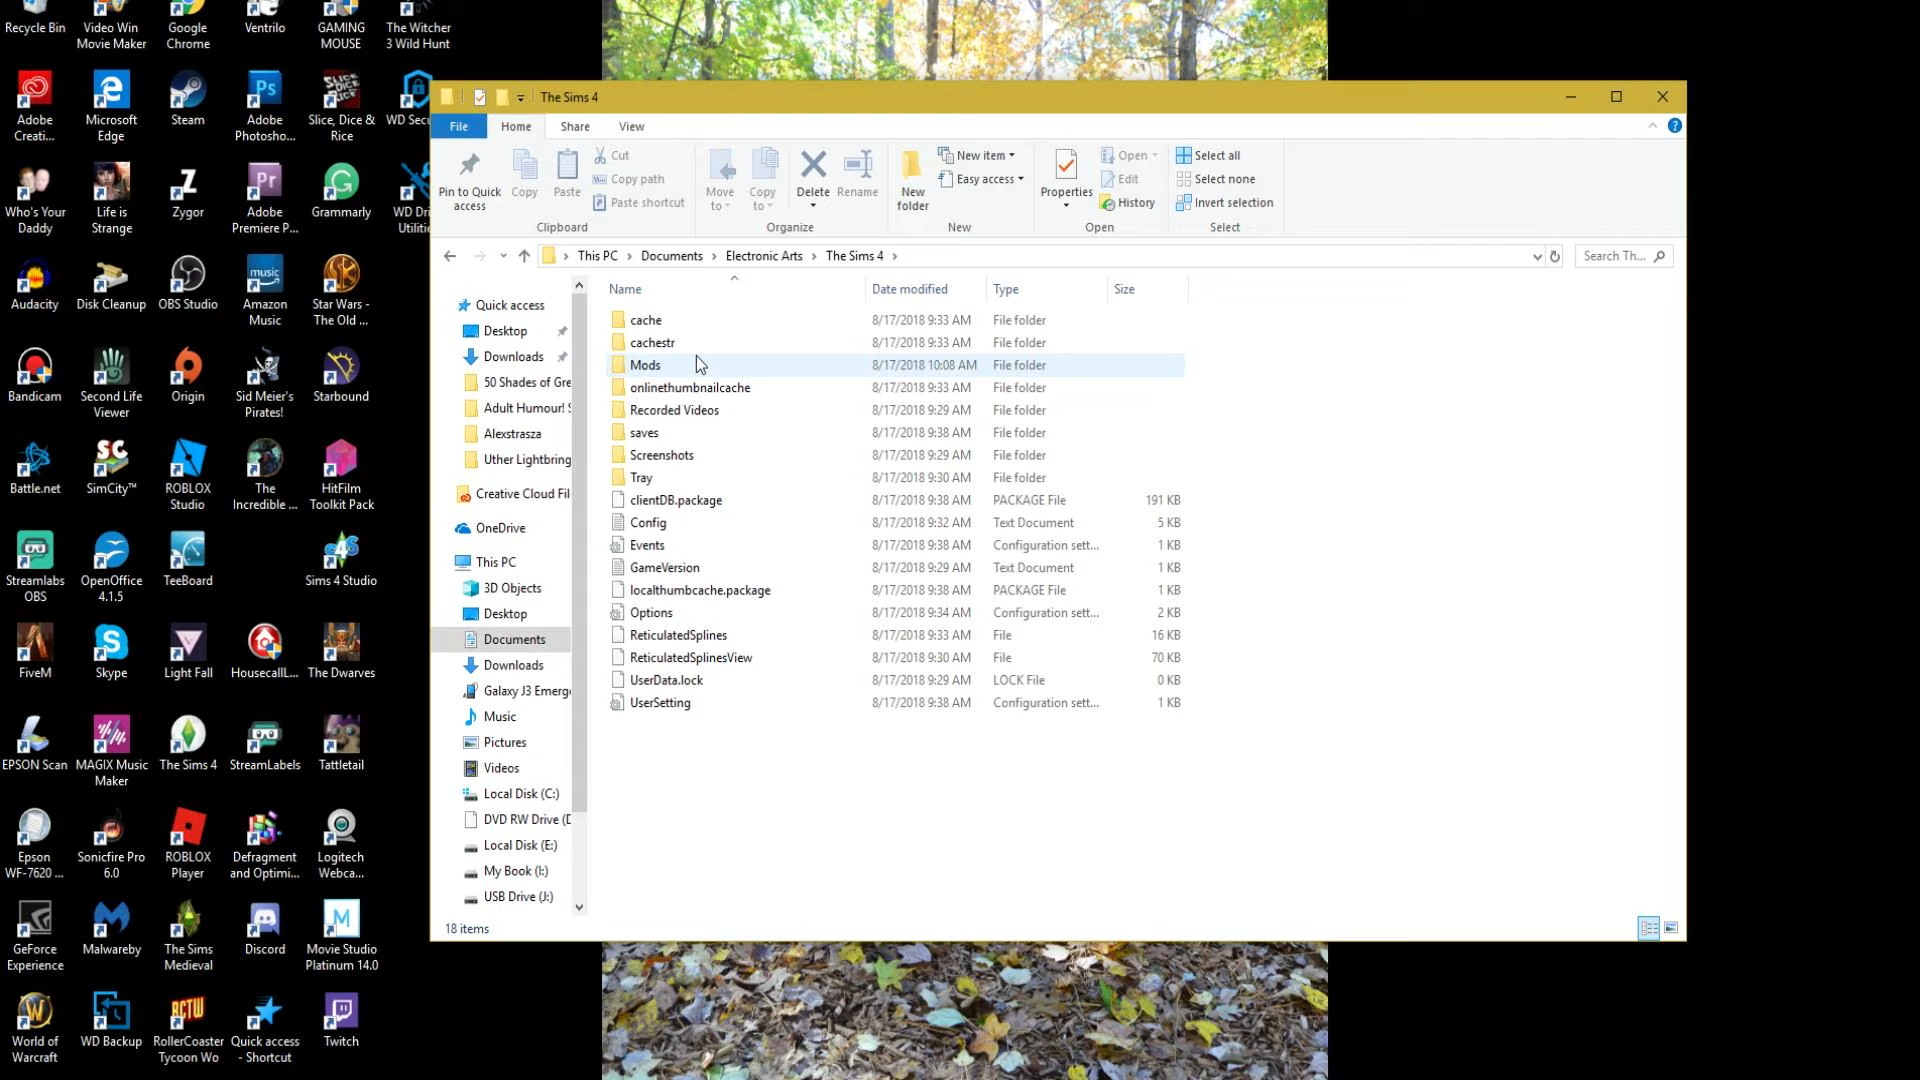 Recycle Bin
Video Win
Movie Maker
Google
Chrome
Ventrilo
GAMING
MOUSE
The Witcher
3 Wild Hunt
Adobe
Creati...
Microsoft
Edge
Steam
Adobe
Photosho...
SLICE
DICE &
RICE
Slice, Dice &
Rice
WD Secu
Who's Your
Daddy
Life is
Strange
Zygor
Adobe
Premiere P...
Grammarly
WD Dri
Utiliti
Audacity
Disk Cleanup
OBS Studio
music
Amazon
Music
Star Wars -
The Old ...
Bandicam
Second Life
Viewer
Origin
Sid Meier's
Pirates!
Starbound
Battle.net
SimCity™
ROBLOX
Studio
The
Incredible ...
HitFilm
Toolkit Pack
Streamlabs
OBS
OpenOffice
4.1.5
TeeBoard
Sims 4 Studio
FiveM
Skype
Light Fall
HousecallL...
The Dwarves
EPSON Scan
MAGIX Music
Maker
The Sims 4
StreamLabels
Tattletail
Epson
WF-7620 ...
Sonicfire Pro
6.0
ROBLOX
Player
Defragment
and Optimi...
Logitech
Webca...
GeForce
Experience
Malwareby
The Sims
Medieval
Discord
Movie Studio
Platinum 14.0
World of
Warcraft
WD Backup
RCTW
RollerCoaster
Tycoon Wo
Quick access
- Shortcut
Twitch
The Sims 4
File Home Share View
Pin to Quick
access
Copy
Paste
Cut
Copy path
Paste shortcut
Clipboard
Move
to
Copy
to
Delete
Rename
Organize
New
folder
New item
Easy access
New
Properties
Open
Edit
History
Open
Select all
Select none
Invert selection
Select
This PC > Documents > Electronic Arts > The Sims 4 >
Search Th...
Quick access
Desktop
Downloads
50 Shades of Gre
Adult Humour! S
Alexstrasza
Uther Lightbring
Creative Cloud Fil
OneDrive
This PC
3D Objects
Desktop
Documents
Downloads
Galaxy J3 Emerge
Music
Pictures
Videos
Local Disk (C:)
DVD RW Drive (D
Local Disk (E:)
My Book (I:)
USB Drive (J:)
Name Date modified Type Size
cache 8/17/2018 9:33 AM File folder
cachestr 8/17/2018 9:33 AM File folder
Mods 8/17/2018 10:08 AM File folder
onlinethumbnailcache 8/17/2018 9:33 AM File folder
Recorded Videos 8/17/2018 9:29 AM File folder
saves 8/17/2018 9:38 AM File folder
Screenshots 8/17/2018 9:29 AM File folder
Tray 8/17/2018 9:30 AM File folder
clientDB.package 8/17/2018 9:38 AM PACKAGE File 191 KB
Config 8/17/2018 9:32 AM Text Document 5 KB
Events 8/17/2018 9:38 AM Configuration sett... 1 KB
GameVersion 8/17/2018 9:29 AM Text Document 1 KB
localthumbcache.package 8/17/2018 9:38 AM PACKAGE File 1 KB
Options 8/17/2018 9:34 AM Configuration sett... 2 KB
ReticulatedSplines 8/17/2018 9:33 AM File 16 KB
ReticulatedSplinesView 8/17/2018 9:30 AM File 70 KB
UserData.lock 8/17/2018 9:29 AM LOCK File 0 KB
UserSetting 8/17/2018 9:38 AM Configuration sett... 1 KB
18 items